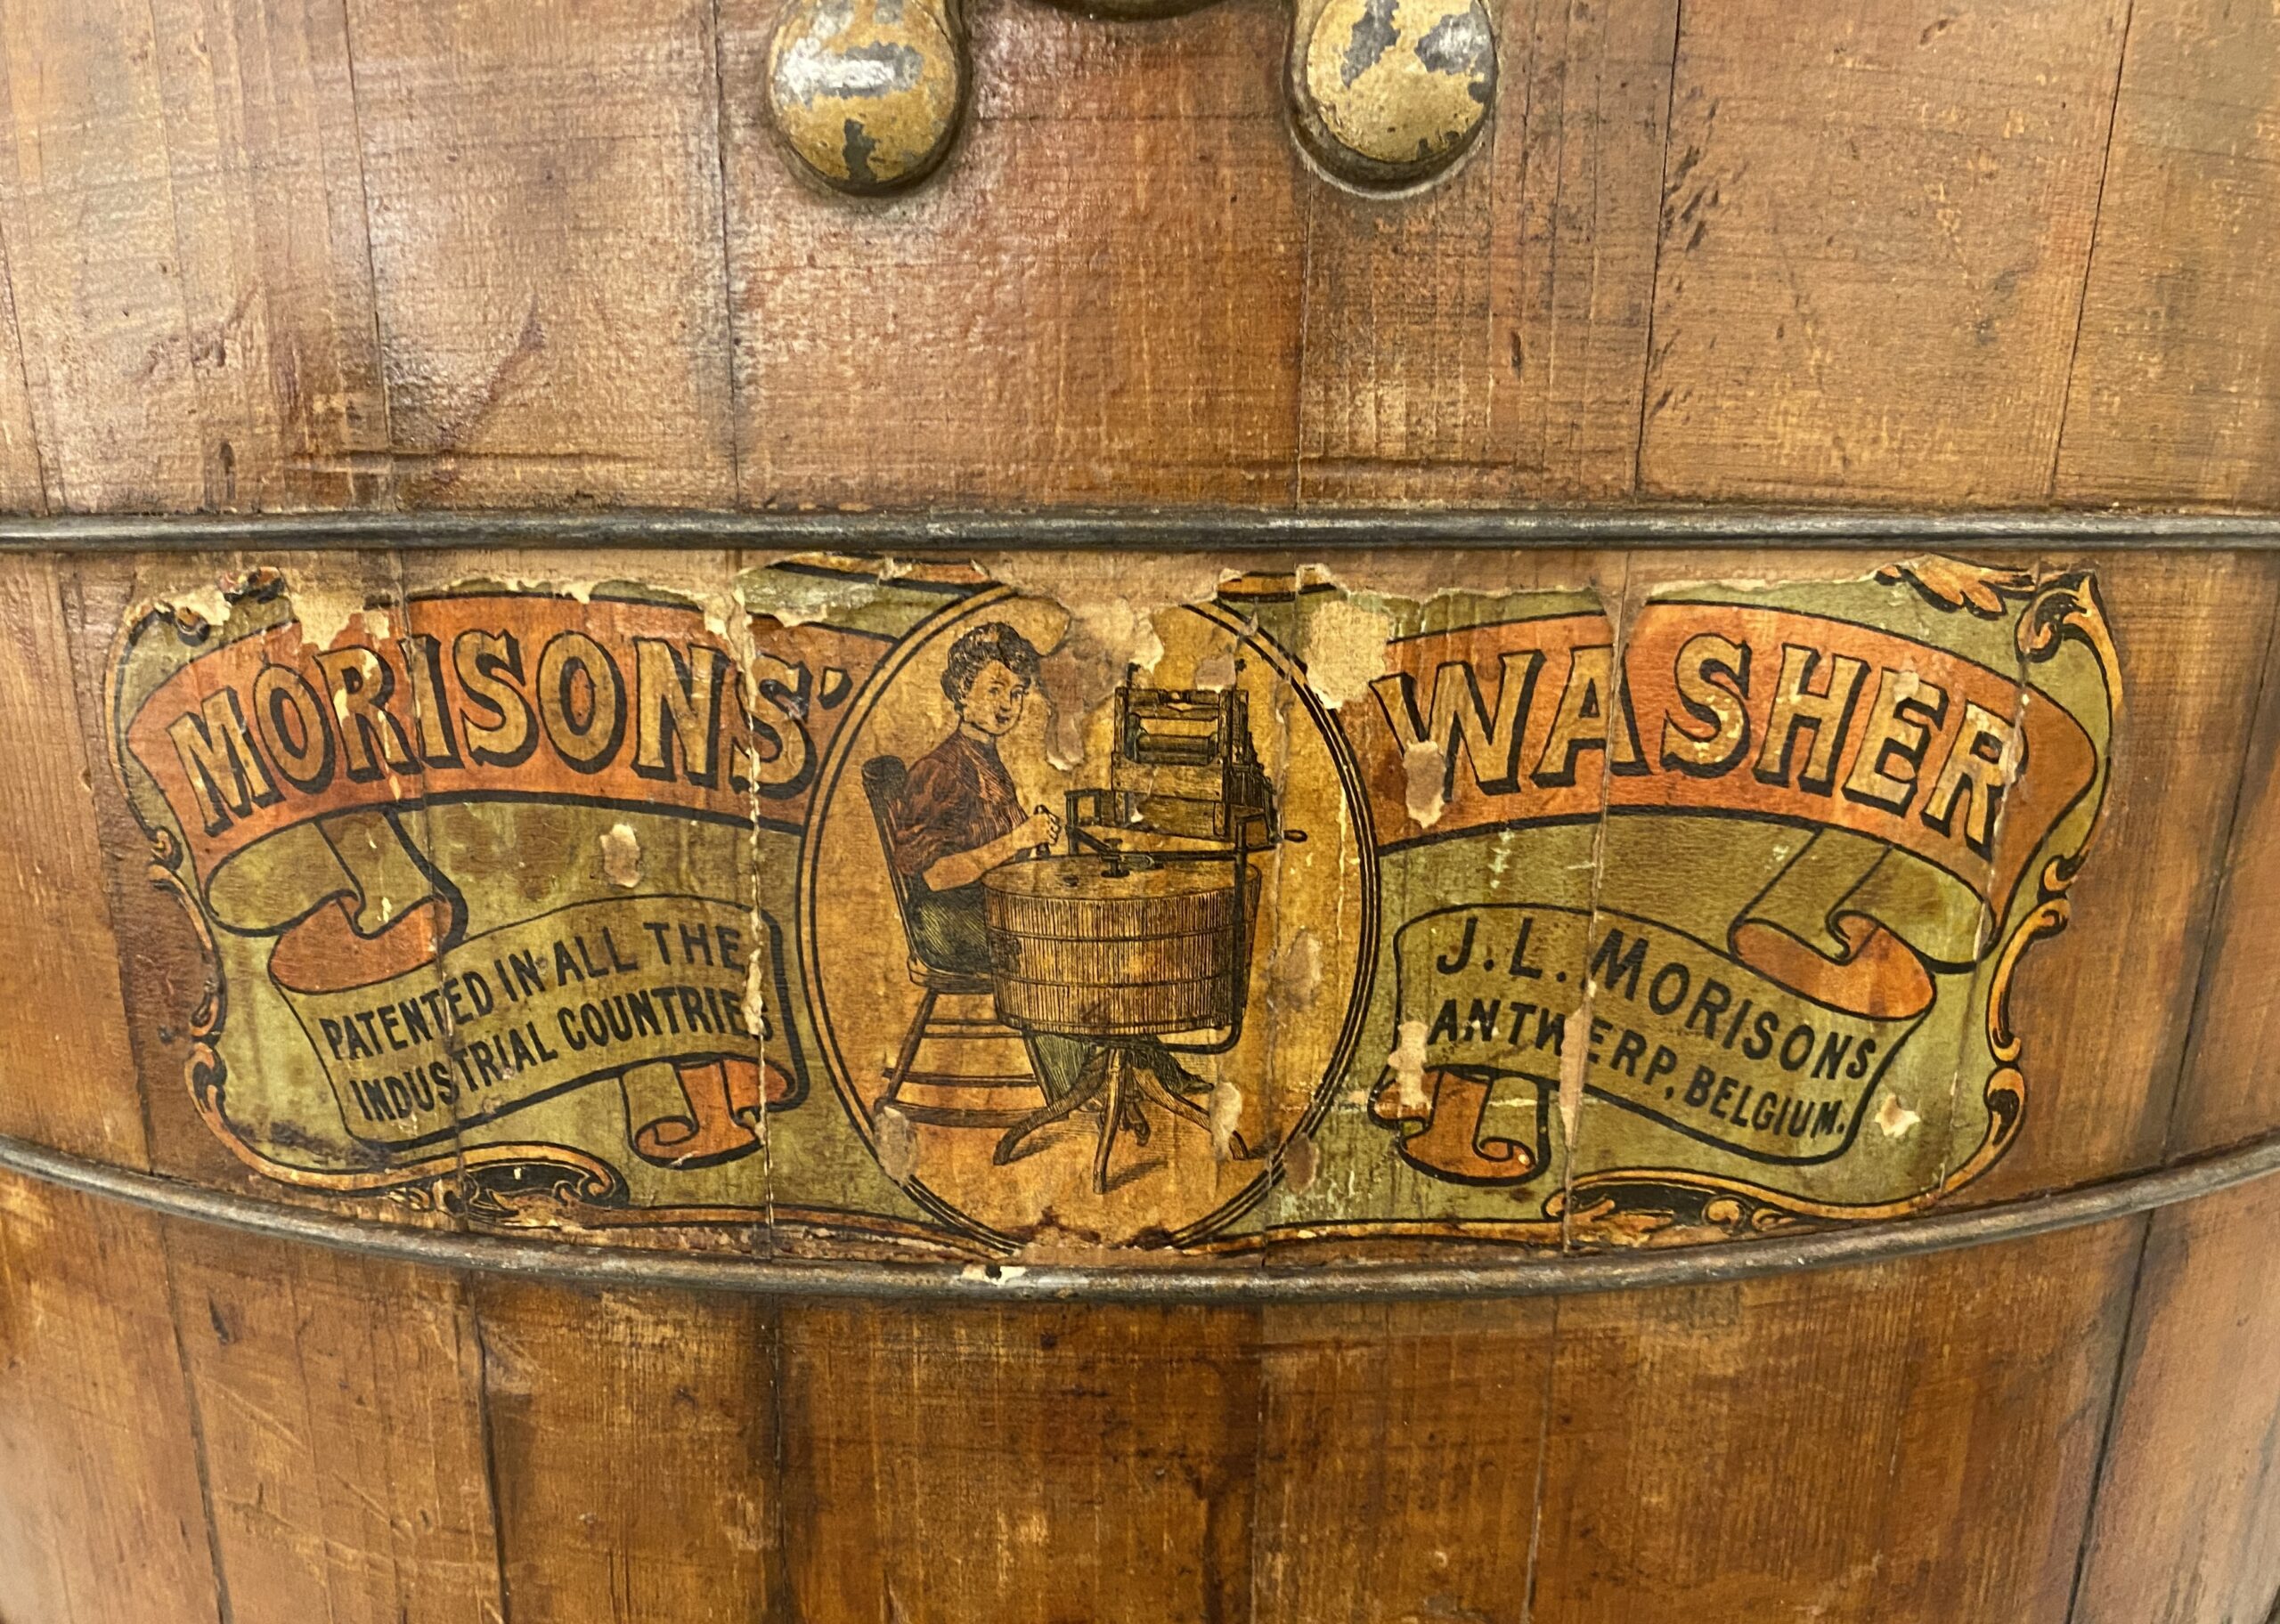 MORISONS' WASHER
PATENTED IN ALL THE
INDUSTRIAL COUNTRIES
J. L. MORISONS
ANTWERP, BELGIUM.